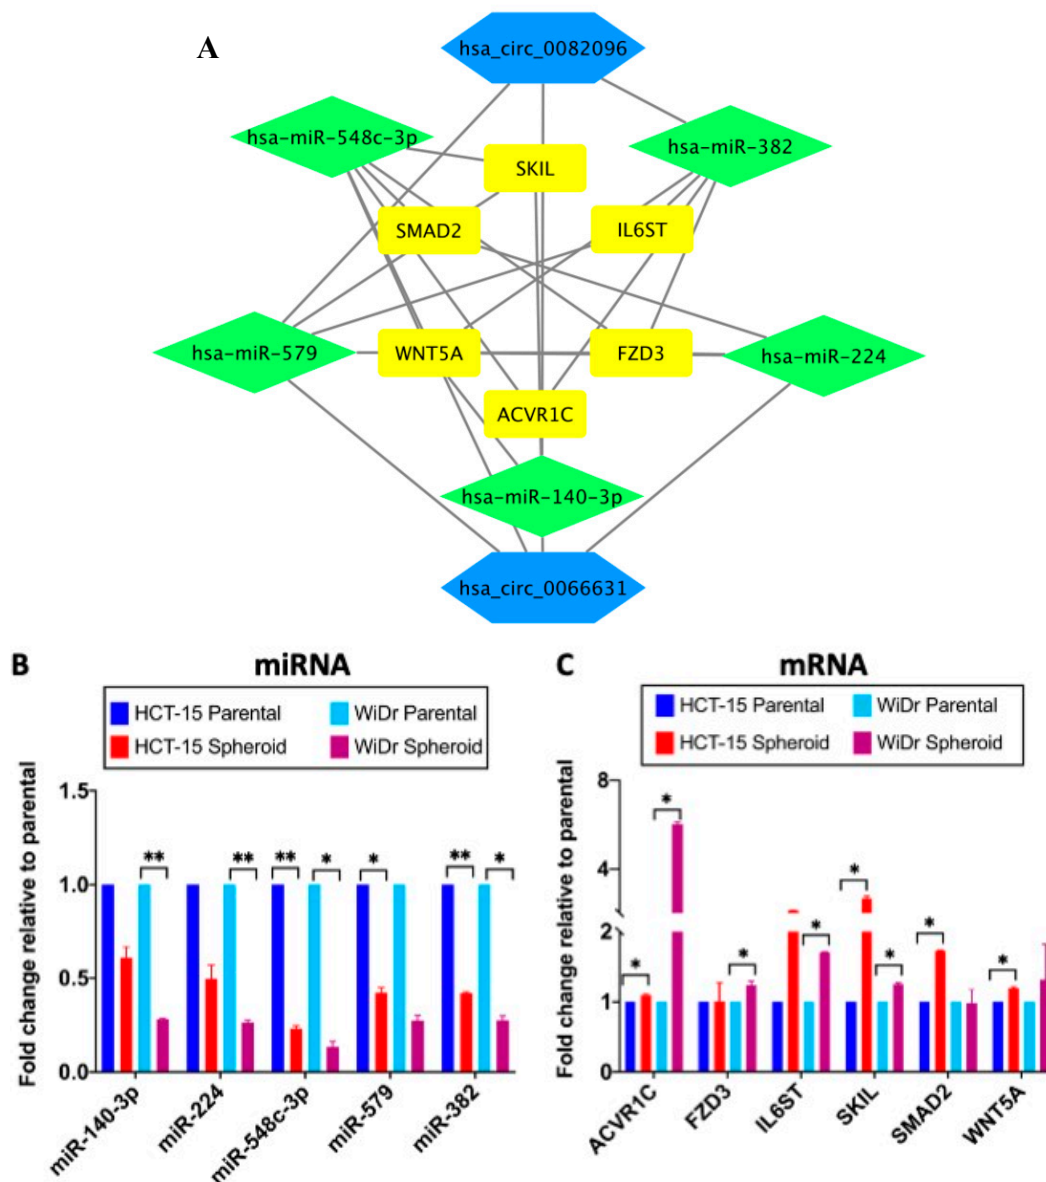 A
hsa_circ_0082096
hsa-miR-548c-3p
hsa-miR-382
SKIL
SMAD2
IL6ST
hsa-miR-579
WNT5A
FZD3
hsa-miR-224
ACVR1C
hsa-miR-140-3p
hsa_circ_0066631
B
miRNA
HCT-15 Parental
WiDr Parental
HCT-15 Spheroid
WiDr Spheroid
Fold change relative to parental
1.5
1.0
0.5
0.0
** ** ** * * ** *
miR-140-3p
miR-224
miR-548c-3p
miR-579
miR-382
C
mRNA
HCT-15 Parental
WiDr Parental
HCT-15 Spheroid
WiDr Spheroid
Fold change relative to parental
8
4
2
1
0
* * * * * * * *
ACVR1C
FZD3
IL6ST
SKIL
SMAD2
WNT5A